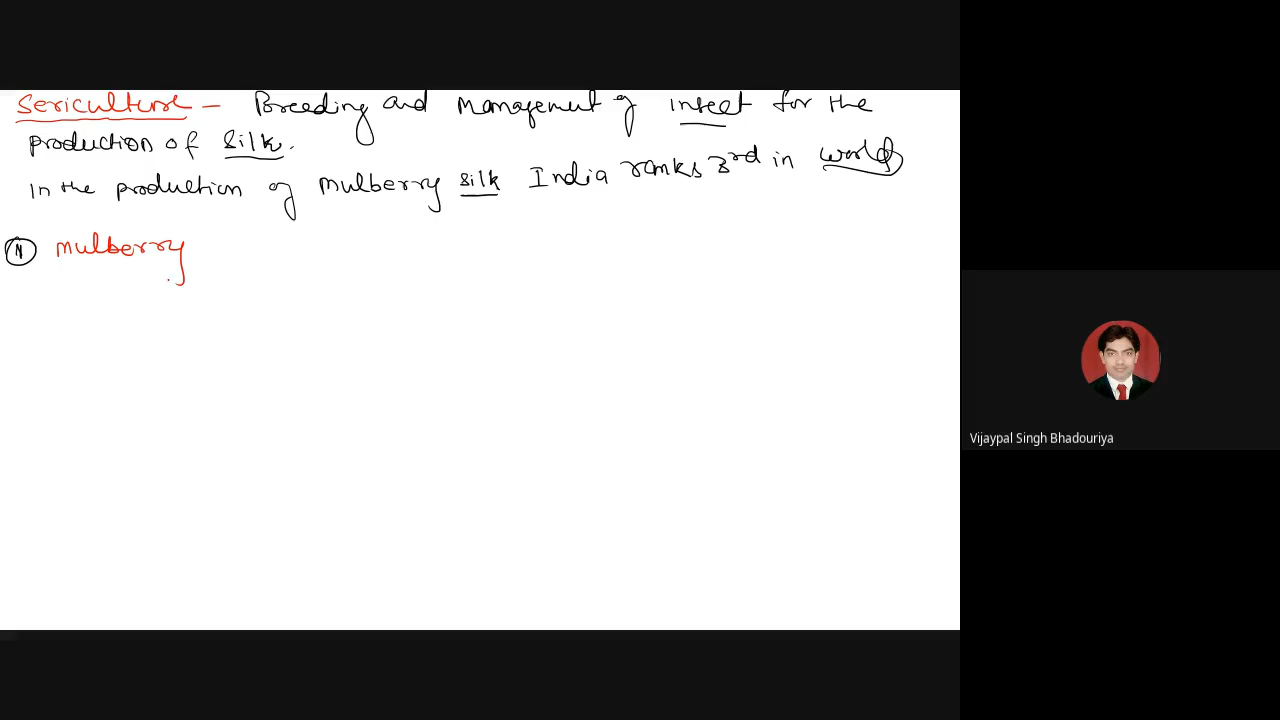 Sericulture - Breeding and Management of insect for the
production of silk.
In the production of Mulberry silk India ranks 3rd in world
1 Mulberry
Vijaypal Singh Bhadouriya